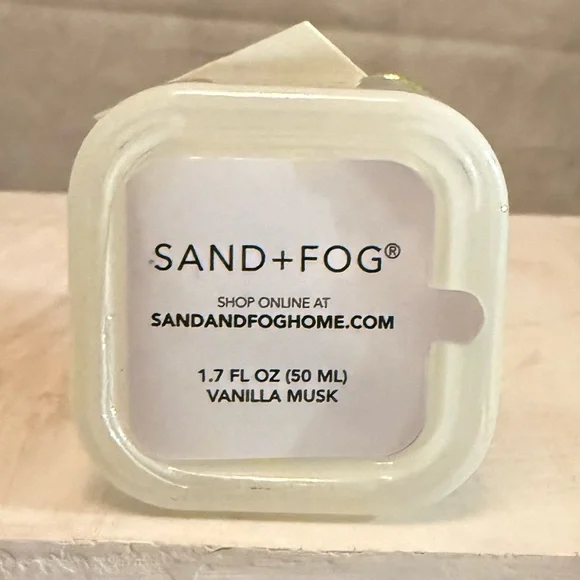 SAND+FOG®
SHOP ONLINE AT
SANDANDFOGHOME.COM
1.7 FL OZ (50 ML)
VANILLA MUSK